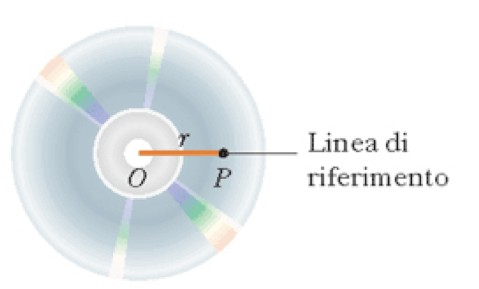 r
Linea di
O P riferimento